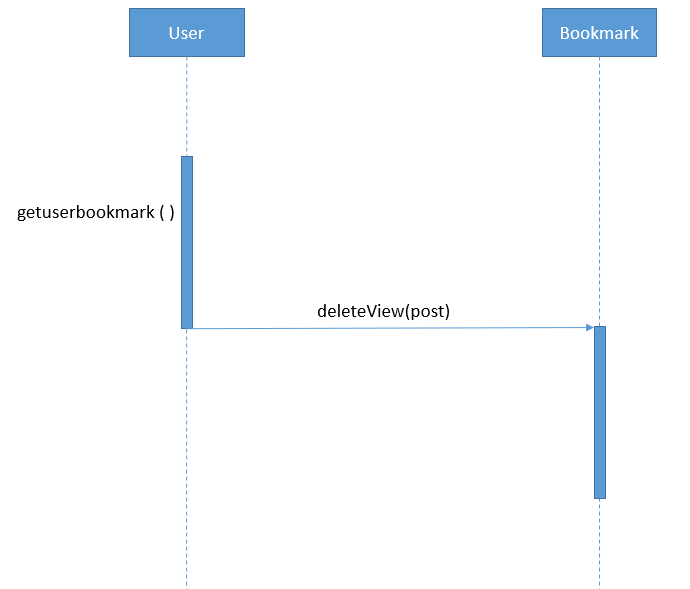 User
Bookmark
getuserbookmark ( )
deleteView(post)